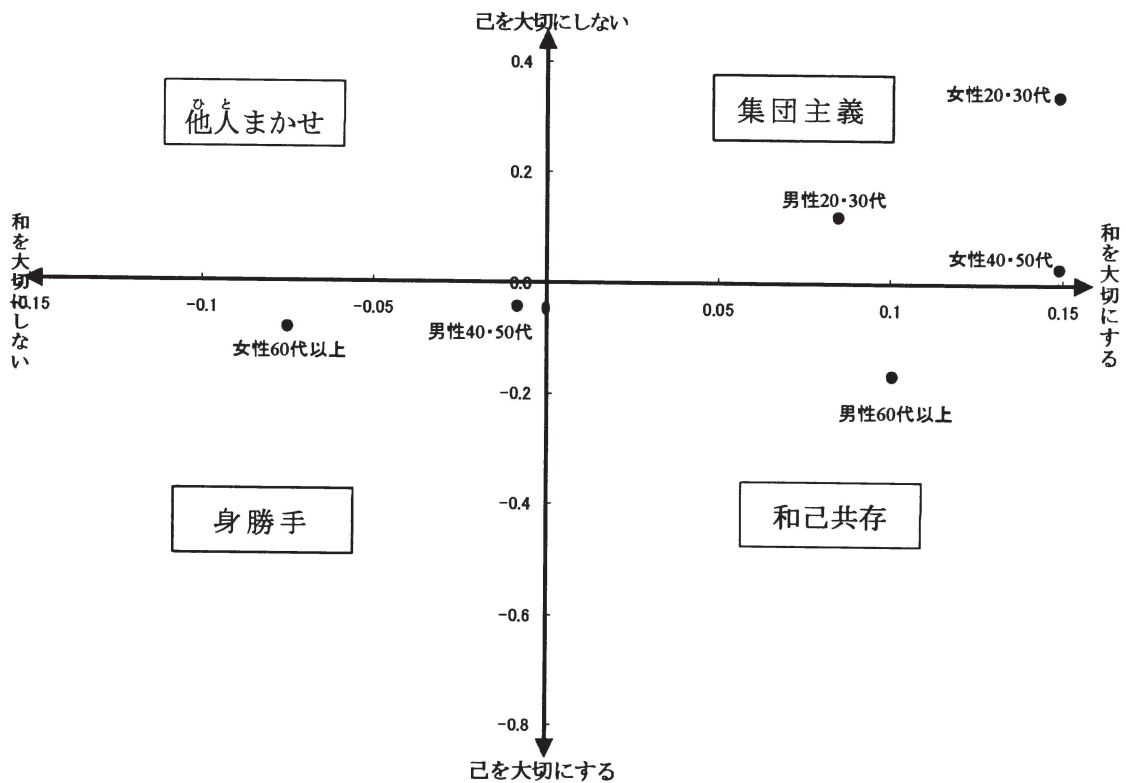 己を大切にしない
0.4
ひと
他人まかせ
集団主義
女性20・30代
0.2
男性20・30代
和を大切にしない
和を大切にする
女性40・50代
0.0
-0.15
-0.1
-0.05
0.05
0.1
0.15
男性40・50代
女性60代以上
-0.2
男性60代以上
-0.4
身勝手
和己共存
-0.6
-0.8
己を大切にする